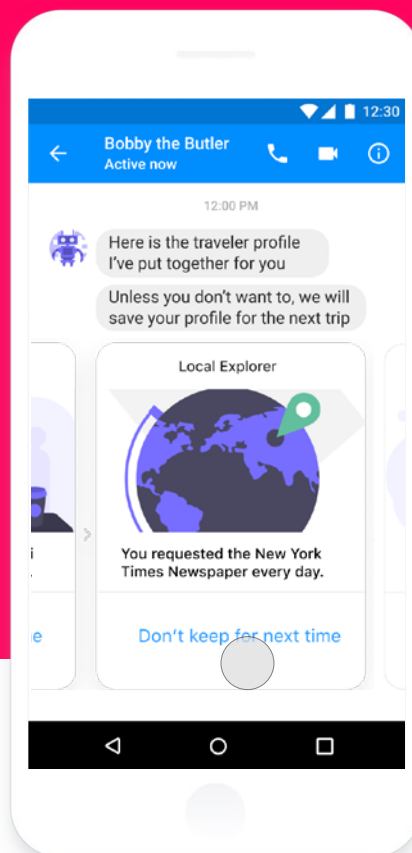 12:30
Bobby the Butler
Active now
12:00 PM
Here is the traveler profile
I've put together for you
Unless you don't want to, we will
save your profile for the next trip
Local Explorer
i
.
You requested the New York
Times Newspaper every day.
e
Don't keep for next time